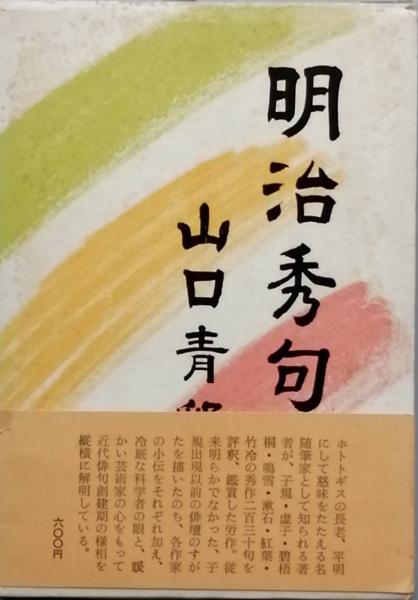 明治秀句
山口青邨
ホトトギスの長老、平明
にして慈味をたたえる名
随筆家として知られる著
者が、子規・虚子・碧梧
桐・鳴雪・漱石・紅葉・
竹冷の秀作二百三十句を
評釈、鑑賞した労作。従
来明らかでなかった、子
規出現以前の俳壇のすが
たを描いたのち、各作家
の小伝をそれぞれ加え、
冷厳な科学者の眼と、暖
かい芸術家の心をもって
近代俳句創建期の様相を
縦横に解明している。
六〇〇円